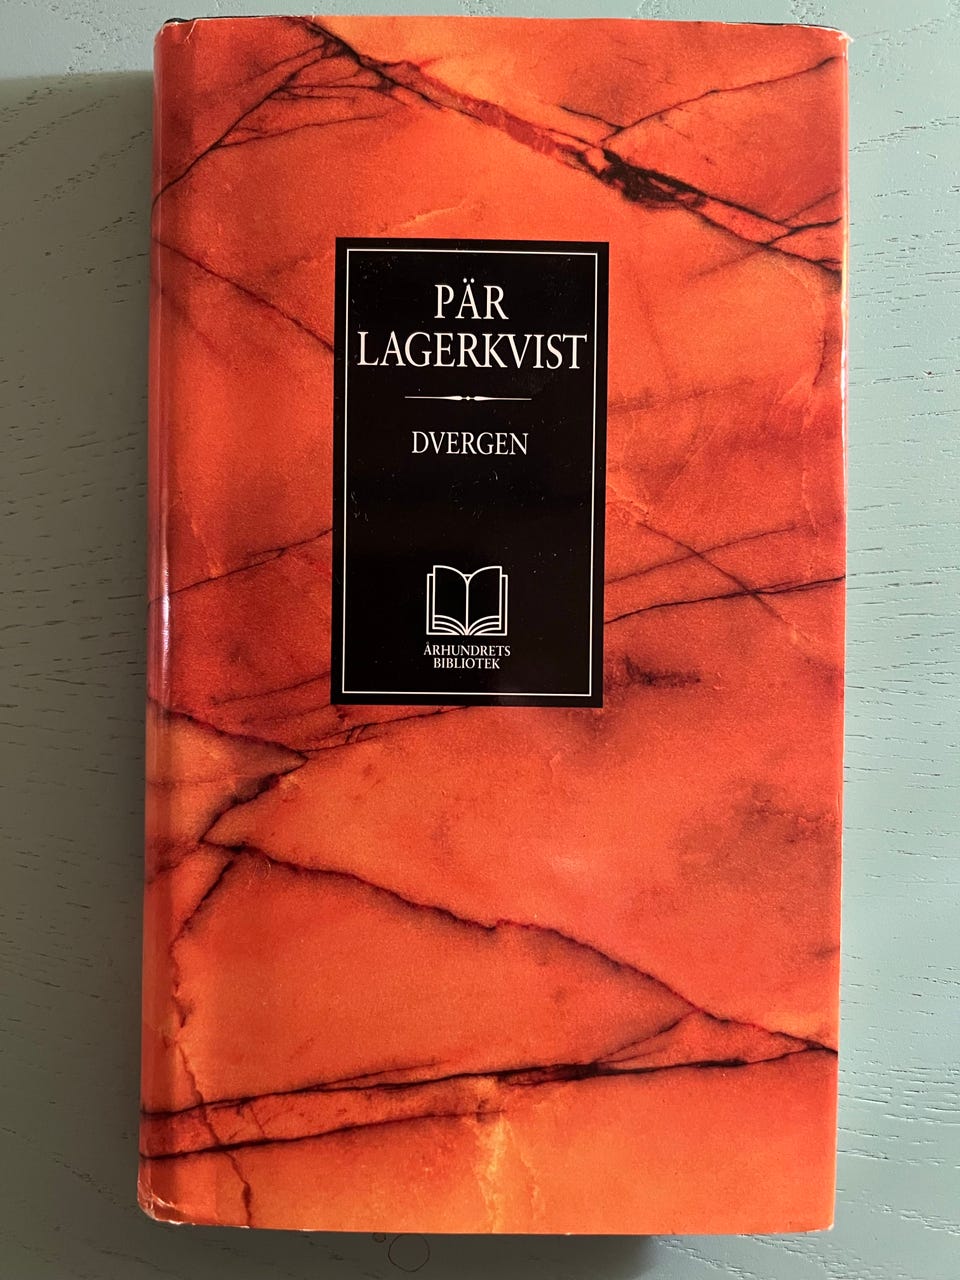 PÄR
LAGERKVIST
DVERGEN
ÅRHUNDRETS
BIBLIOTEK